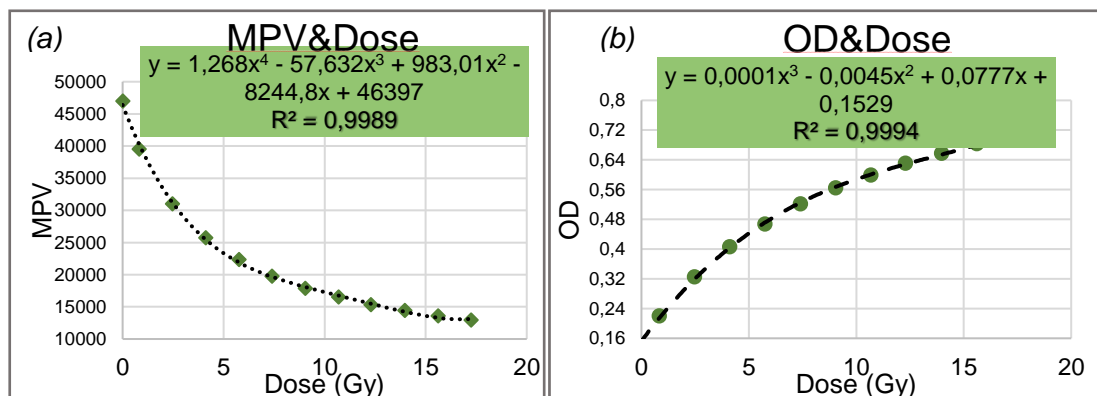 (a)
MPV&Dose
y = 1,268x⁴ - 57,632x³ + 983,01x² -
8244,8x + 46397
R² = 0,9989
50000
45000
40000
35000
30000
25000
20000
15000
10000
MPV
0
5
10
15
20
Dose (Gy)
(b)
OD&Dose
y = 0,0001x³ - 0,0045x² + 0,0777x +
0,1529
R² = 0,9994
0,8
0,72
0,64
0,56
0,48
0,4
0,32
0,24
0,16
OD
0
5
10
15
20
Dose (Gy)